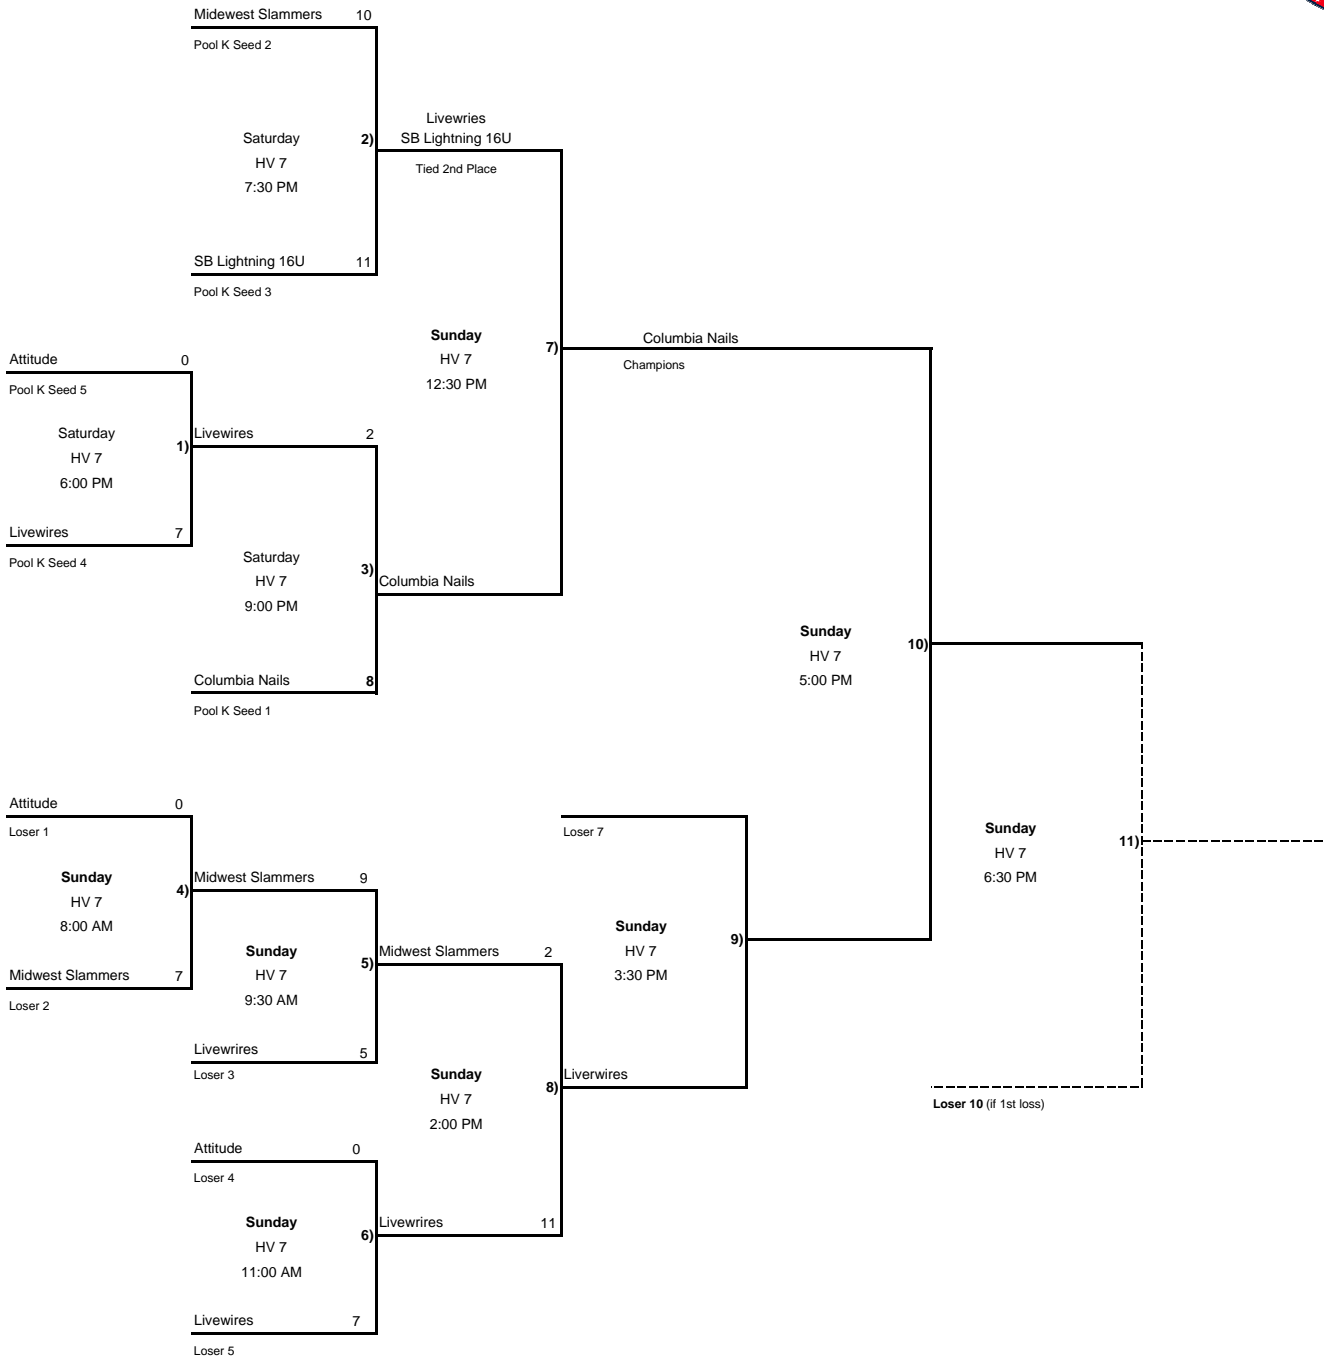 Midewest Slammers 10
Pool K Seed 2
Livewries
Saturday 2) SB Lightning 16U
HV 7 Tied 2nd Place
7:30 PM
SB Lightning 16U 11
Pool K Seed 3
Sunday
Columbia Nails
7)
Attitude 0 HV 7
Champions
Pool K Seed 5 12:30 PM
Saturday 1) Livewires 2
HV 7
6:00 PM
Livewires 7
Pool K Seed 4
Saturday
3)
HV 7 Columbia Nails
9:00 PM
Sunday
10)
HV 7
Columbia Nails 8 5:00 PM
Pool K Seed 1
Attitude 0
Loser 1 Loser 7
Sunday
11)
HV 7
Sunday Midwest Slammers 9 6:30 PM
4)
HV 7
8:00 AM
Sunday
9)
Sunday 5) Midwest Slammers 2 HV 7
Midwest Slammers 7 HV 7 3:30 PM
Loser 2 9:30 AM
Livewrires 5
Loser 3 Sunday 8) Liverwires
HV 7
Loser 10 (if 1st loss)
2:00 PM
Attitude 0
Loser 4
Sunday 6) Livewrires 11
HV 7
11:00 AM
Livewires 7
Loser 5